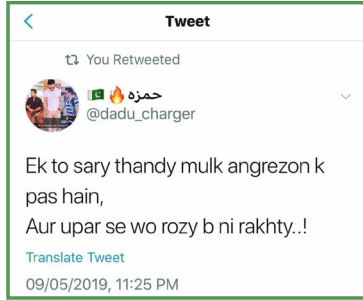 Tweet
You Retweeted
حمزه🔥🇵🇰
@dadu_charger
Ek to sary thandy mulk angrezon k
pas hain,
Aur upar se wo rozy b ni rakhty..!
Translate Tweet
09/05/2019, 11:25 PM